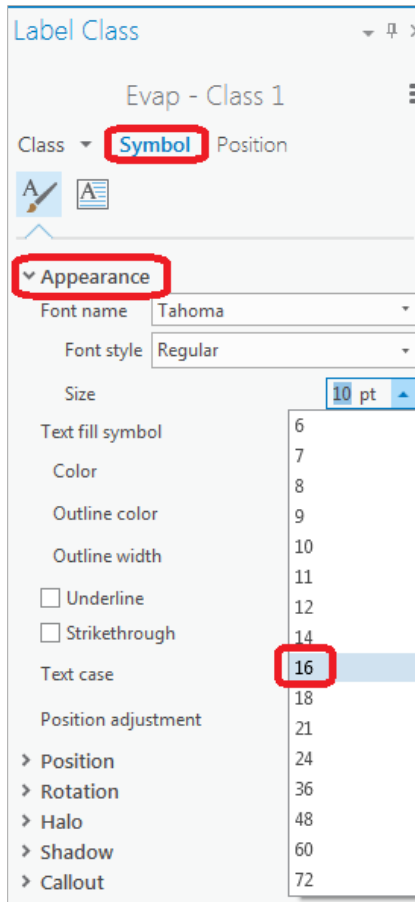 Label Class
Evap - Class 1
Class Symbol Position
A A
Appearance
Font name Tahoma
Font style Regular
Size 10 pt
Text fill symbol 6
7
Color 8
Outline color 9
Outline width 10
11
Underline 12
Strikethrough 14
Text case 16
18
Position adjustment 21
Position 24
Rotation 36
Halo 48
Shadow 60
Callout 72